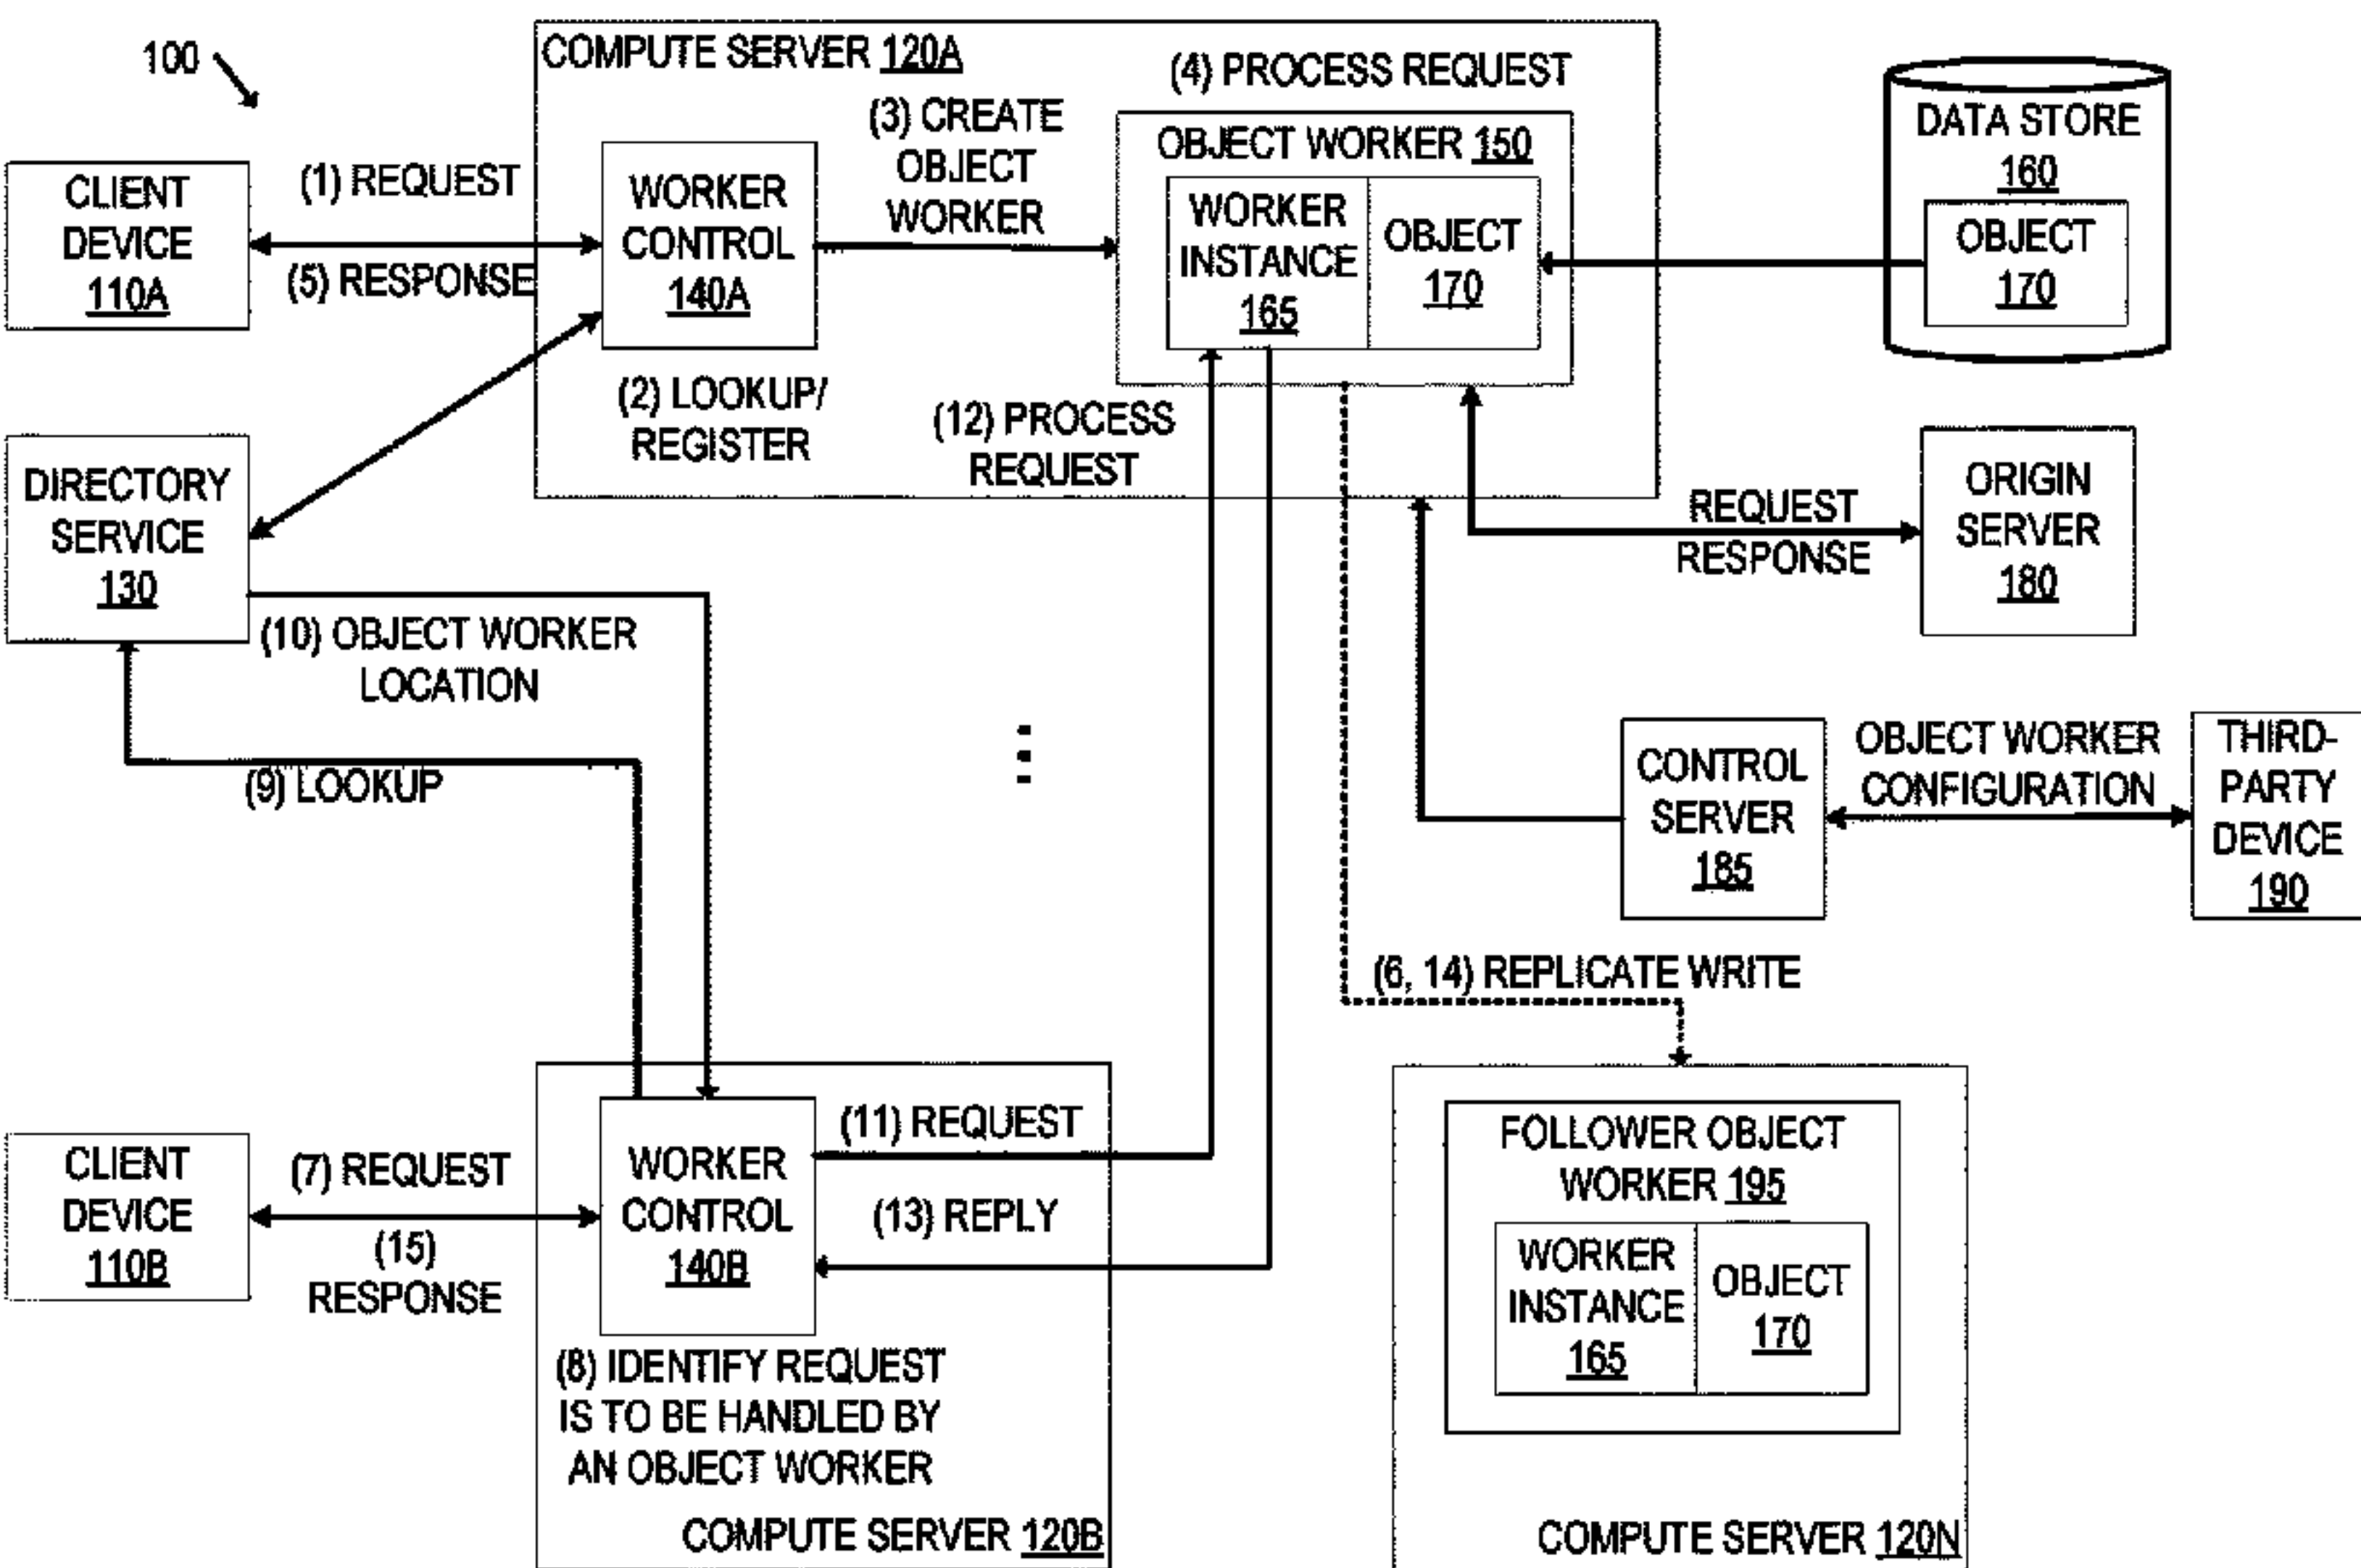 100
COMPUTE SERVER 120A
(4) PROCESS REQUEST
CLIENT
DEVICE
110A
(1) REQUEST
(5) RESPONSE
WORKER
CONTROL
140A
(3) CREATE
OBJECT
WORKER
OBJECT WORKER 150
WORKER
INSTANCE
165
OBJECT
170
DATA STORE
160
OBJECT
170
(2) LOOKUP/
REGISTER
(12) PROCESS
REQUEST
DIRECTORY
SERVICE
130
REQUEST
RESPONSE
ORIGIN
SERVER
180
(10) OBJECT WORKER
LOCATION
(9) LOOKUP
CONTROL
SERVER
185
OBJECT WORKER
CONFIGURATION
THIRD-
PARTY
DEVICE
190
(6, 14) REPLICATE WRITE
CLIENT
DEVICE
110B
(7) REQUEST
(15)
RESPONSE
WORKER
CONTROL
140B
(11) REQUEST
(13) REPLY
(8) IDENTIFY REQUEST
IS TO BE HANDLED BY
AN OBJECT WORKER
COMPUTE SERVER 120B
FOLLOWER OBJECT
WORKER 195
WORKER
INSTANCE
165
OBJECT
170
COMPUTE SERVER 120N